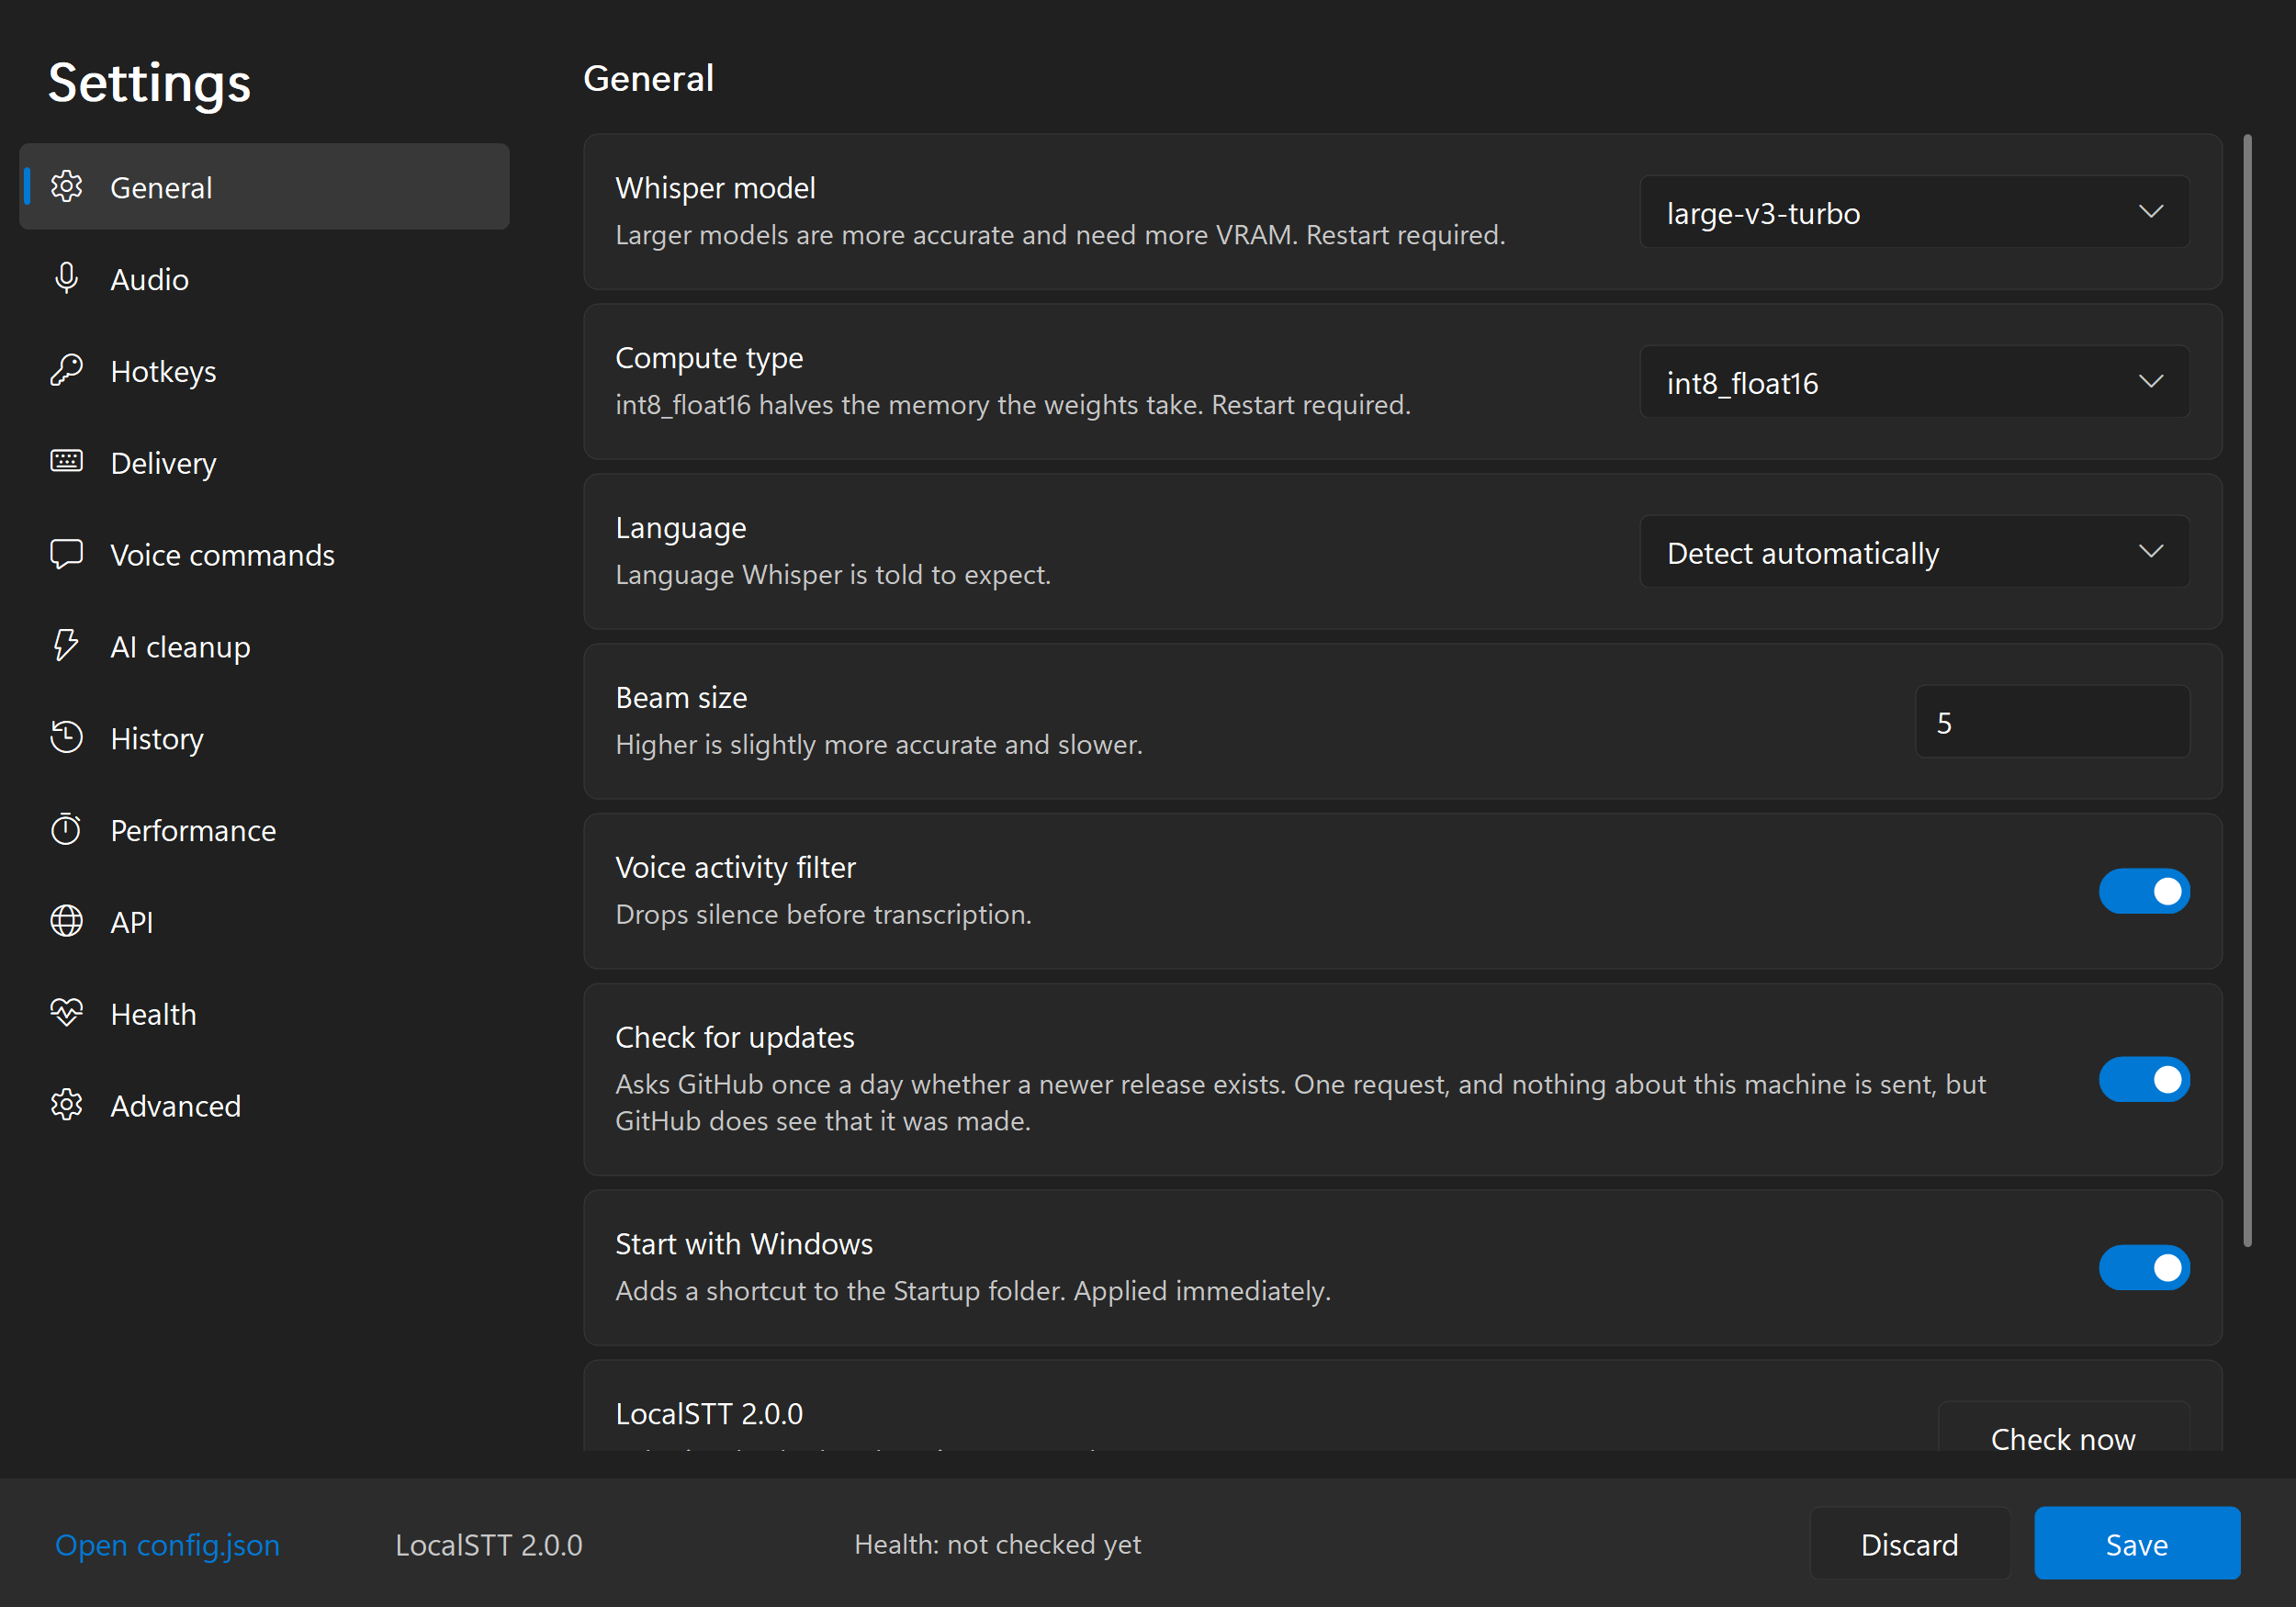 Settings
General
Audio
Hotkeys
Delivery
Voice commands
AI cleanup
History
Performance
API
Health
Advanced
General
Whisper model
Larger models are more accurate and need more VRAM. Restart required.
large-v3-turbo
Compute type
int8_float16 halves the memory the weights take. Restart required.
int8_float16
Language
Language Whisper is told to expect.
Detect automatically
Beam size
Higher is slightly more accurate and slower.
5
Voice activity filter
Drops silence before transcription.
Check for updates
Asks GitHub once a day whether a newer release exists. One request, and nothing about this machine is sent, but
GitHub does see that it was made.
Start with Windows
Adds a shortcut to the Startup folder. Applied immediately.
LocalSTT 2.0.0
Check now
Open config.json
LocalSTT 2.0.0
Health: not checked yet
Discard
Save